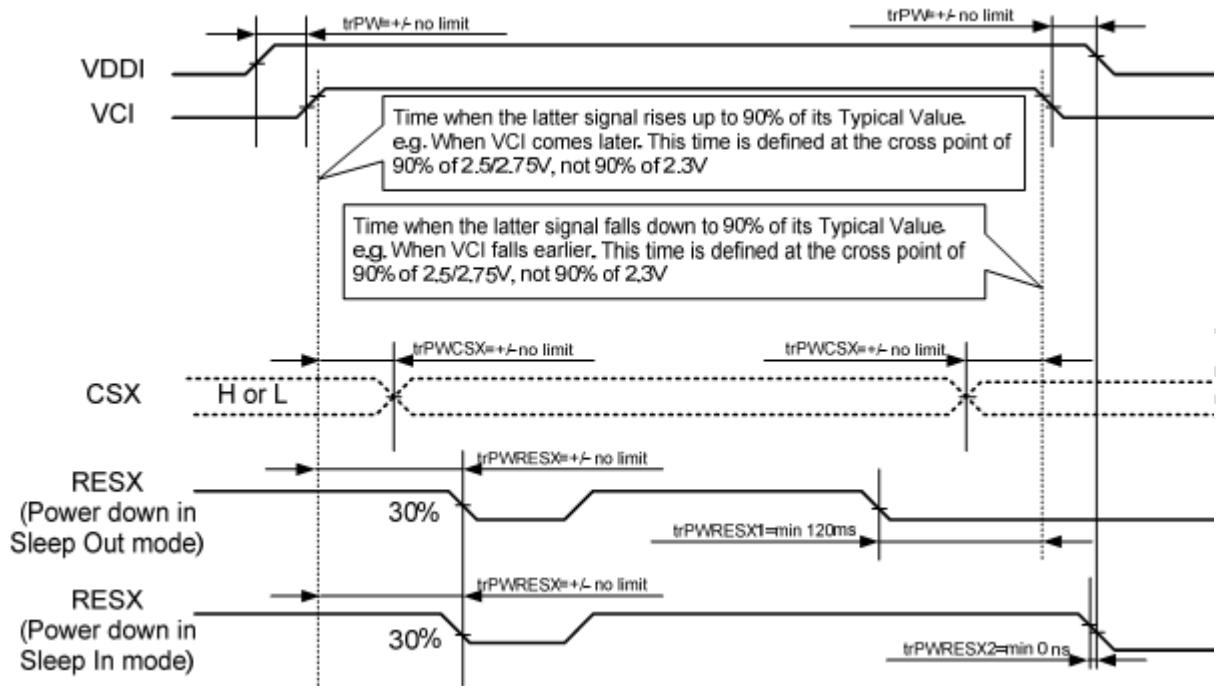 trPW=+/- no limit
trPW=+/- no limit
VDDI
VCI
Time when the latter signal rises up to 90% of its Typical Value.
e.g. When VCI comes later. This time is defined at the cross point of
90% of 2.5/2.75V, not 90% of 2.3V
Time when the latter signal falls down to 90% of its Typical Value.
e.g. When VCI falls earlier. This time is defined at the cross point of
90% of 2.5/2.75V, not 90% of 2.3V
trPWCSX=+/- no limit
trPWCSX=+/- no limit
CSX
H or L
trPWRESX=+/- no limit
RESX
(Power down in
Sleep Out mode)
30%
trPWRESX1=min 120ms
trPWRESX=+/- no limit
RESX
(Power down in
Sleep In mode)
30%
trPWRESX2=min 0 ns